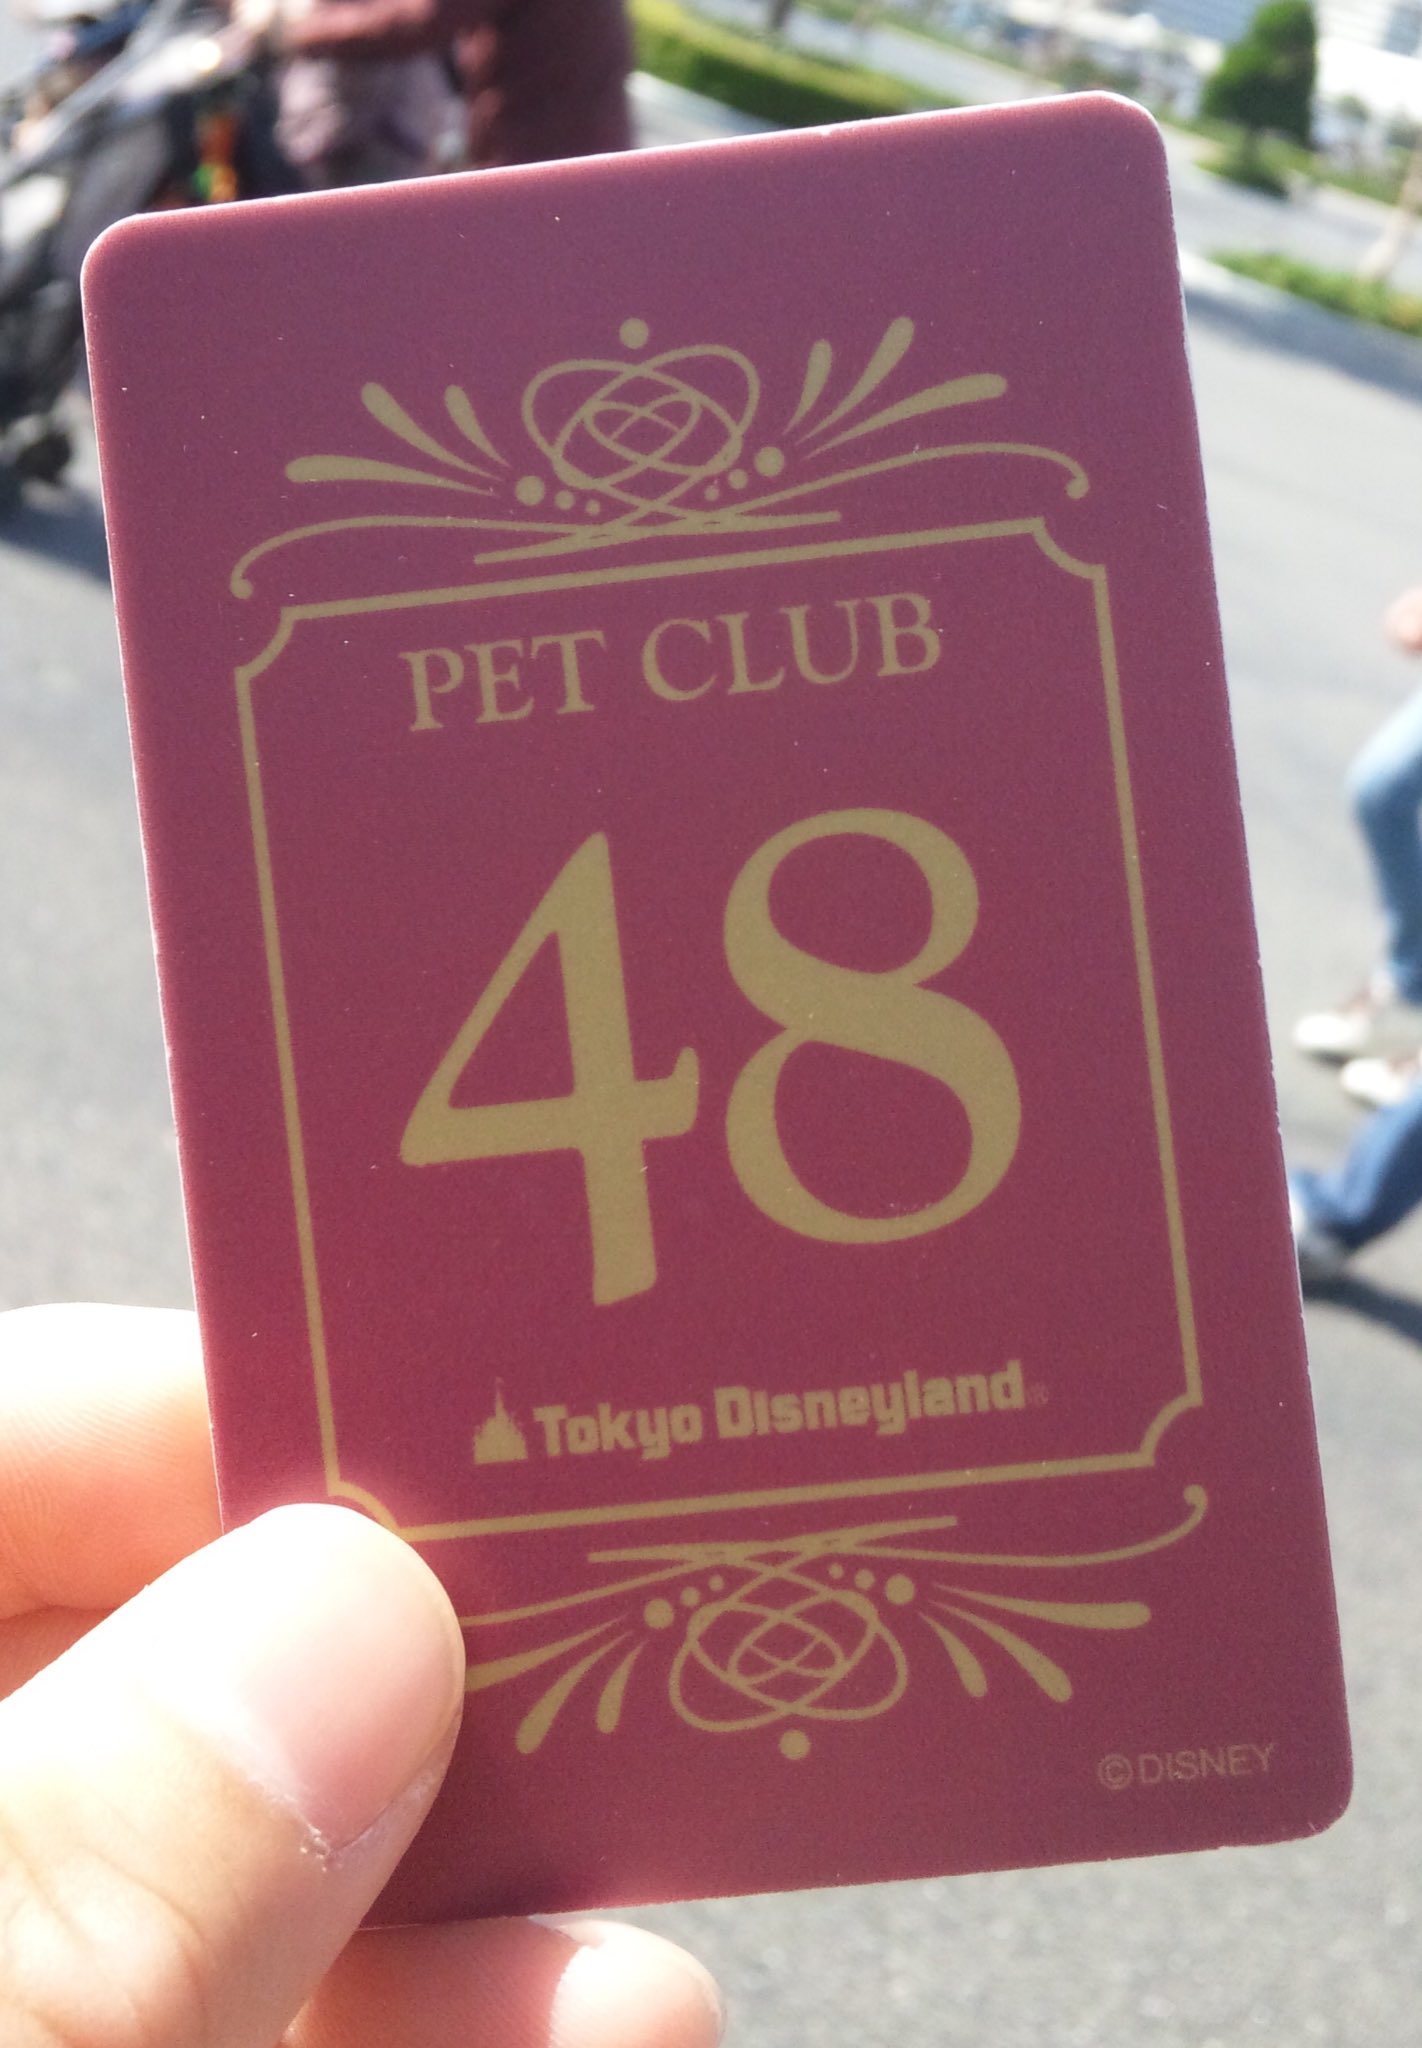 PET CLUB
48
Tokyo Disneyland®
©DISNEY